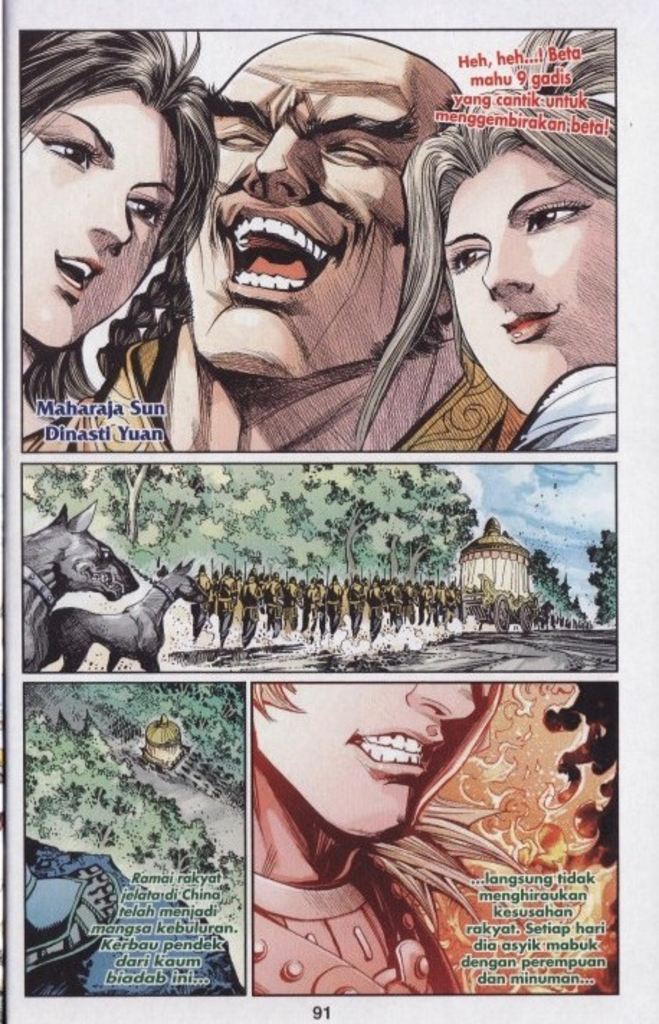 Heh, heh...! Beta
mahu 9 gadis
yang cantik untuk
menggembirakan beta!
Maharaja Sun
Dinasti Yuan
Ramai rakyat
jelata di China
telah menjadi
mangsa kebuluran.
Kerbau pendek
dari kaum
biadab ini...
...langsung tidak
menghiraukan
kesusahan
rakyat. Setiap hari
dia asyik mabuk
dengan perempuan
dan minuman...
91